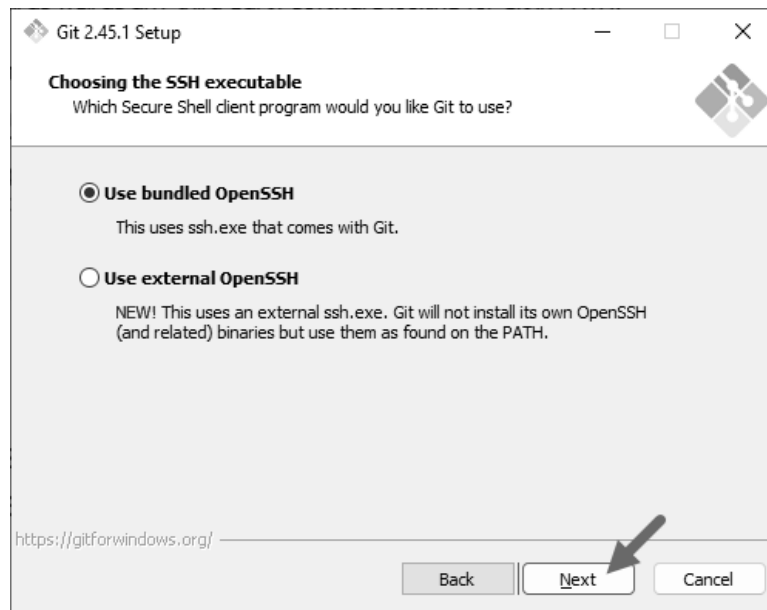 Git 2.45.1 Setup
Choosing the SSH executable
Which Secure Shell client program would you like Git to use?
Use bundled OpenSSH
This uses ssh.exe that comes with Git.
Use external OpenSSH
NEW! This uses an external ssh.exe. Git will not install its own OpenSSH
(and related) binaries but use them as found on the PATH.
https://gitforwindows.org/
Back Next Cancel